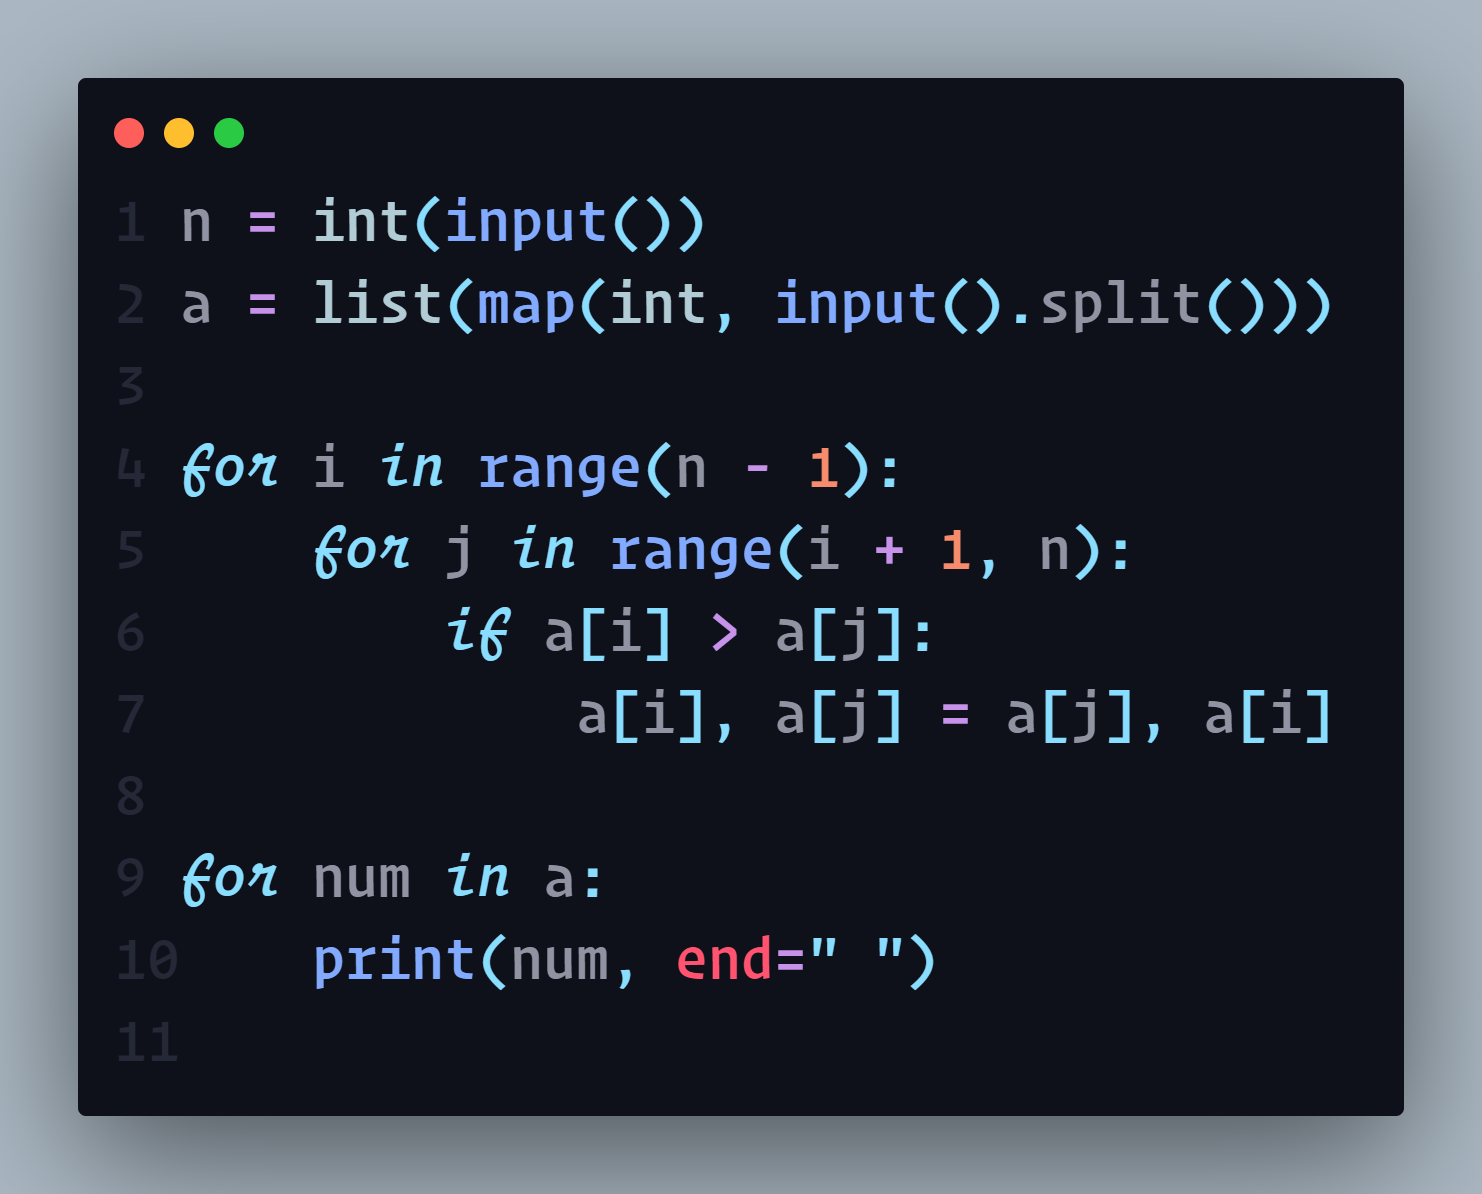 1 n = int(input())
2 a = list(map(int, input().split()))
3
4 for i in range(n - 1):
5     for j in range(i + 1, n):
6         if a[i] > a[j]:
7             a[i], a[j] = a[j], a[i]
8
9 for num in a:
10     print(num, end=" ")
11